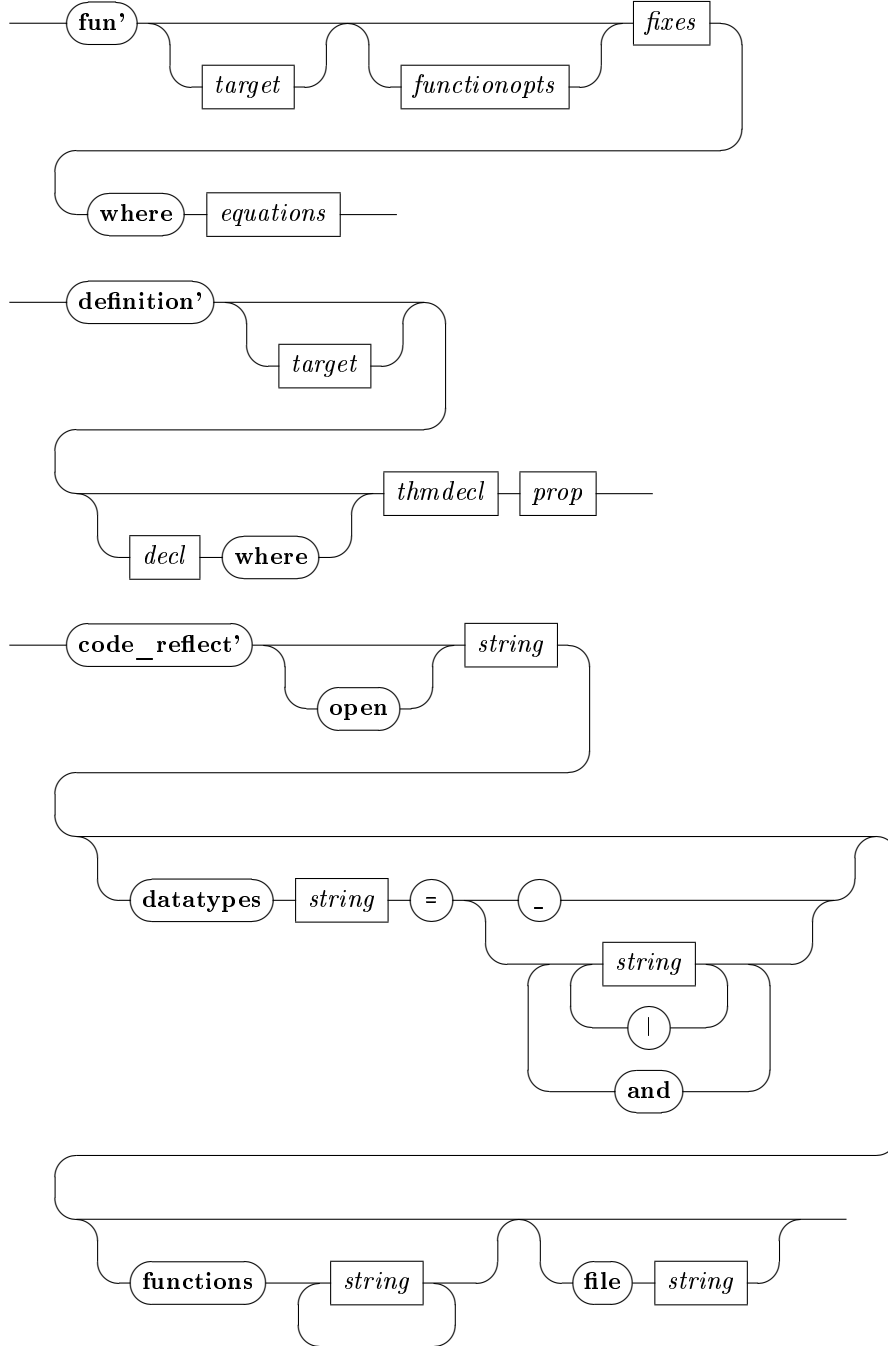 fun' fixes
target functionopts
where equations
definition'
target
thmdecl prop
decl where
code_reflect' string
open
datatypes string = _
string
|
and
functions string file string